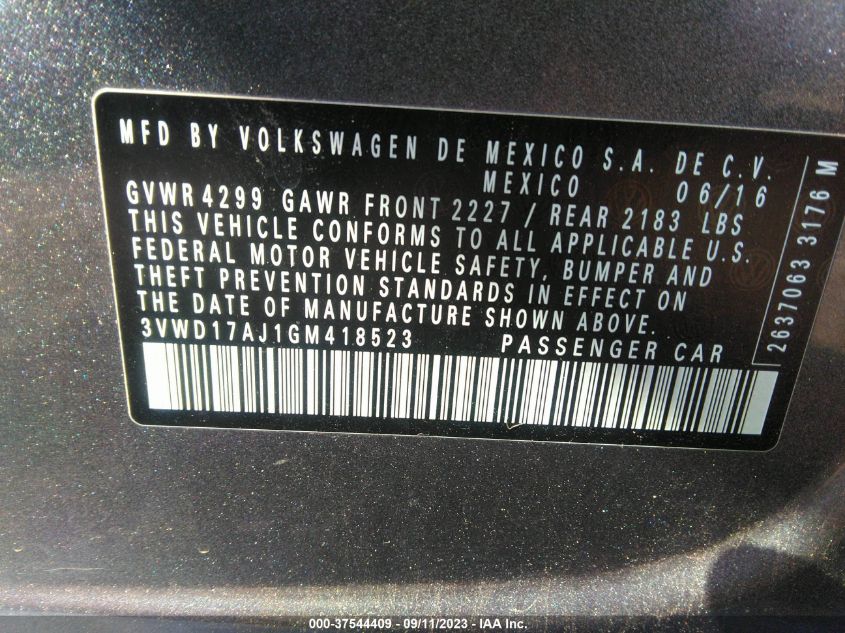 MFD BY VOLKSWAGEN DE MEXICO S.A. DE C.V.
MEXICO 06/16
GVWR 4299 GAWR FRONT 2227 / REAR 2183 LBS
THIS VEHICLE CONFORMS TO ALL APPLICABLE U.S.
FEDERAL MOTOR VEHICLE SAFETY, BUMPER AND
THEFT PREVENTION STANDARDS IN EFFECT ON
THE DATE OF MANUFACTURE SHOWN ABOVE.
3VWD17AJ1GM418523 PASSENGER CAR
2637063 3176 M
000-37544409 - 09/11/2023 - IAA Inc.